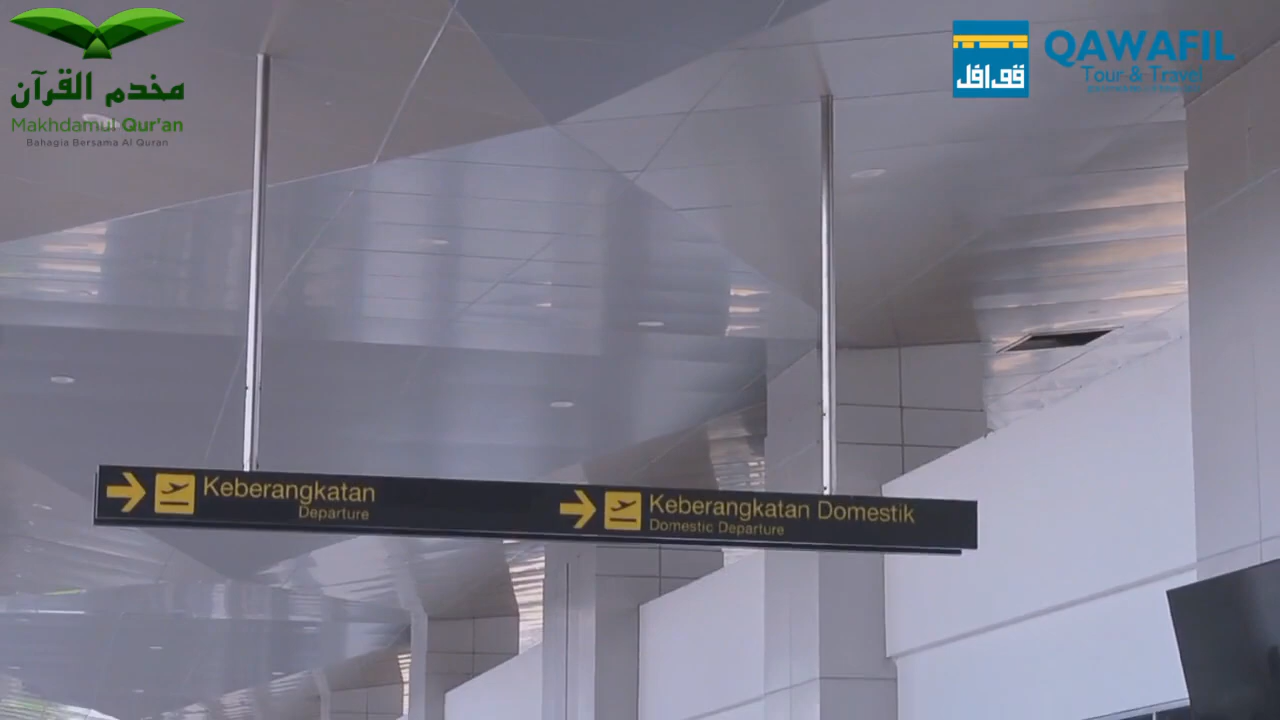 مخدم القرآن
Makhdamul Qur'an
Bahagia Bersama Al Quran
قوافل
QAWAFIL
Tour & Travel
Keberangkatan
Departure
Keberangkatan Domestik
Domestic Departure